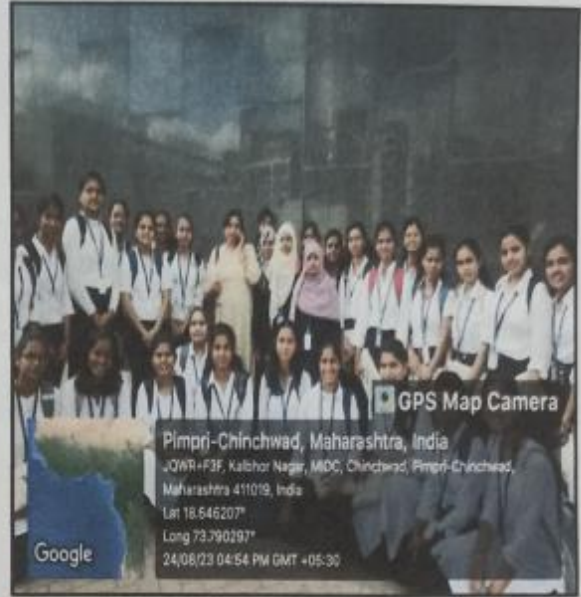 GPS Map Camera
Pimpri-Chinchwad, Maharashtra, India
JQWR+F3F, Kalbhor Nagar, MIDC, Chinchwad, Pimpri-Chinchwad,
Maharashtra 411019, India
Lat 18.646207°
Long 73.790297°
24/08/23 04:54 PM GMT +05:30
Google